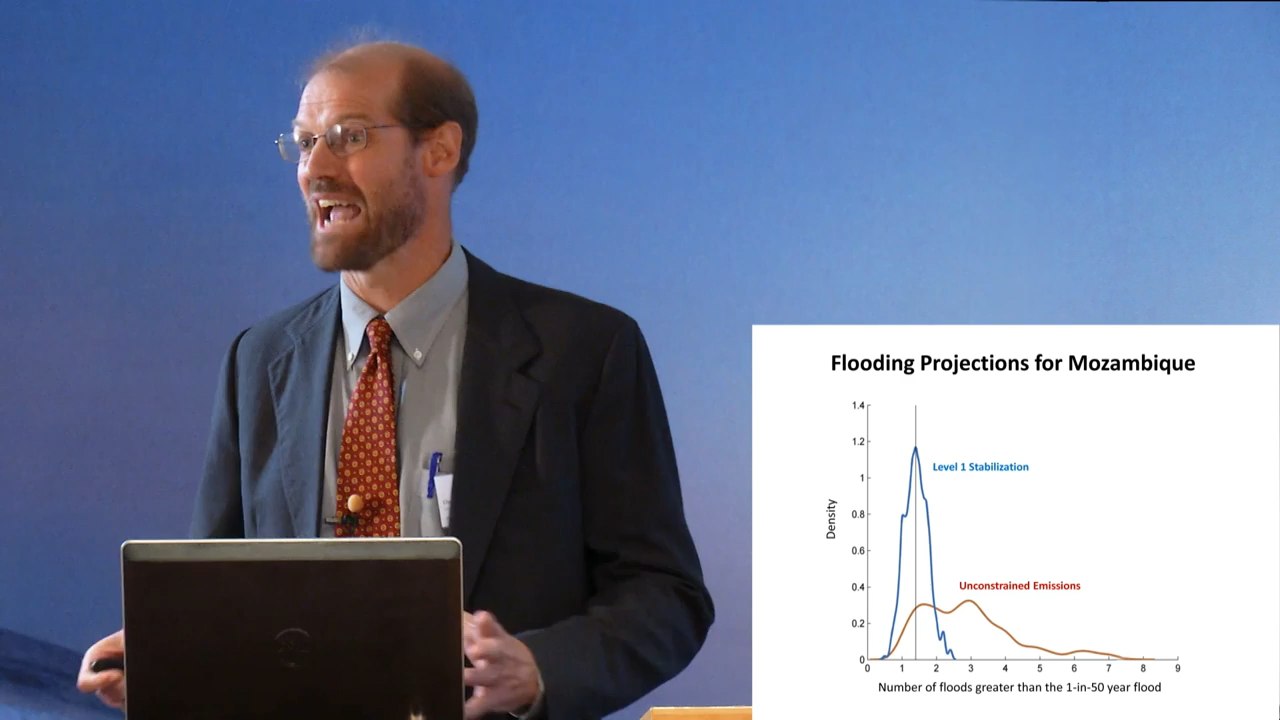 Flooding Projections for Mozambique
1.4
1.2
1
0.8
0.6
0.4
0.2
0
Density
Level 1 Stabilization
Unconstrained Emissions
0 1 2 3 4 5 6 7 8 9
Number of floods greater than the 1-in-50 year flood